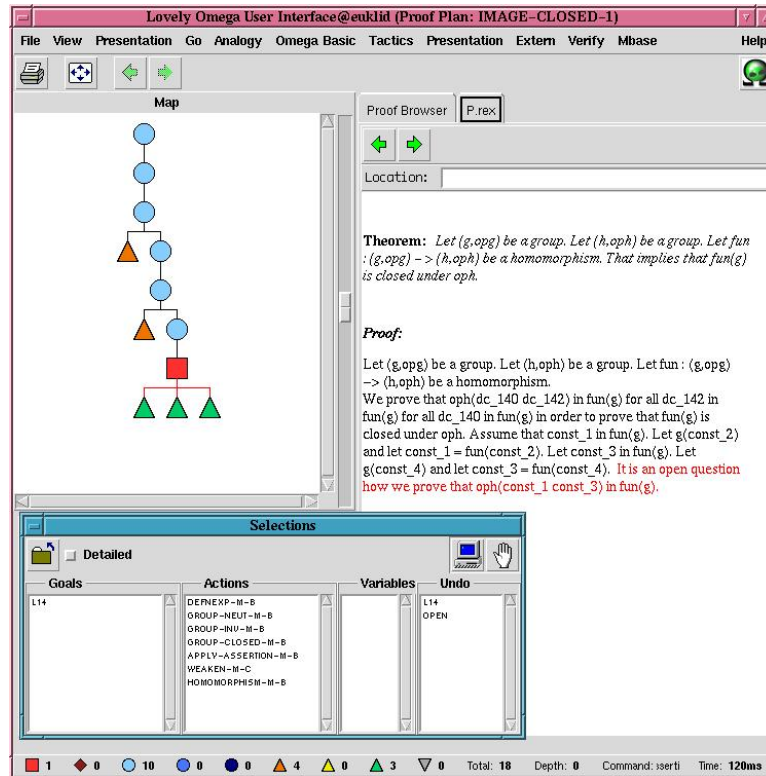 Lovely Omega User Interface@euklid (Proof Plan: IMAGE-CLOSED-1)
File View Presentation Go Analogy Omega Basic Tactics Presentation Extern Verify Mbase Help
Map
Proof Browser P.rex
Location:
Theorem: Let (g,opg) be a group. Let (h,oph) be a group. Let fun
: (g,opg) -> (h,oph) be a homomorphism. That implies that fun(g)
is closed under oph.
Proof:
Let (g,opg) be a group. Let (h,oph) be a group. Let fun : (g,opg)
-> (h,oph) be a homomorphism.
We prove that oph(dc_140 dc_142) in fun(g) for all dc_142 in
fun(g) for all dc_140 in fun(g) in order to prove that fun(g) is
closed under oph. Assume that const_1 in fun(g). Let g(const_2)
and let const_1 = fun(const_2). Let const_3 in fun(g). Let
g(const_4) and let const_3 = fun(const_4). It is an open question
how we prove that oph(const_1 const_3) in fun(g).
Selections
Detailed
Goals Actions Variables Undo
L14 DEFNEXP-M-B L14
GROUP-NEUT-M-B OPEN
GROUP-INV-M-B
GROUP-CLOSED-M-B
APPLY-ASSERTION-M-B
WEAKEN-M-C
HOMOMORPHISM-M-B
1 0 10 0 0 4 0 3 0 Total: 18 Depth: 0 Command: sserti Time: 120ms